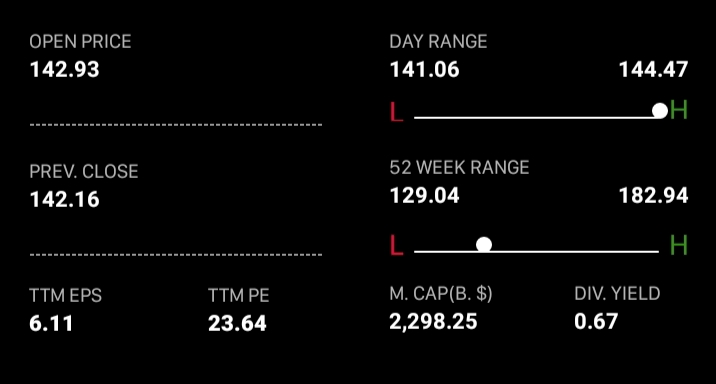 OPEN PRICE
142.93
DAY RANGE
141.06 144.47
L H
PREV. CLOSE
142.16
52 WEEK RANGE
129.04 182.94
L H
TTM EPS TTM PE
6.11 23.64
M. CAP(B. $) DIV. YIELD
2,298.25 0.67